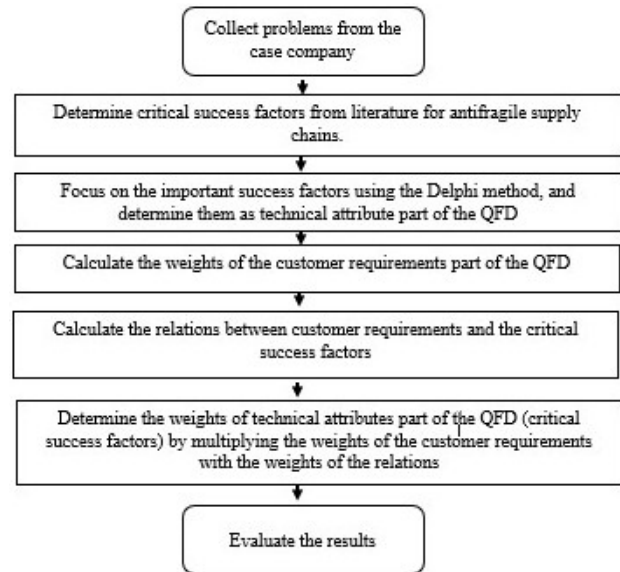 Collect problems from the
case company
Determine critical success factors from literature for antifragile supply
chains.
Focus on the important success factors using the Delphi method, and
determine them as technical attribute part of the QFD
Calculate the weights of the customer requirements part of the QFD
Calculate the relations between customer requirements and the critical
success factors
Determine the weights of technical attributes part of the QFD (critical
success factors) by multiplying the weights of the customer requirements
with the weights of the relations
Evaluate the results